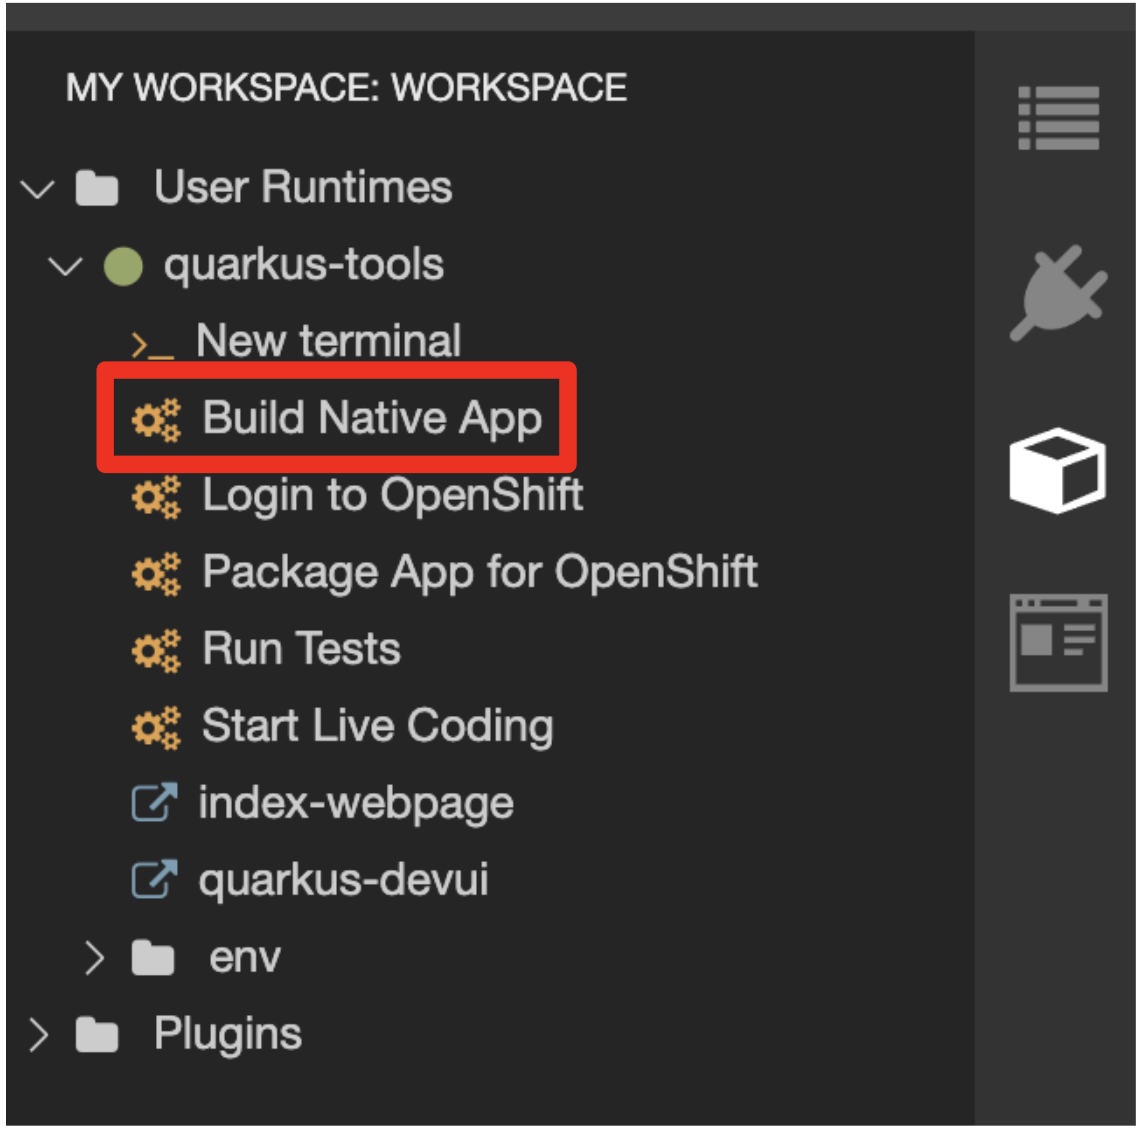 MY WORKSPACE: WORKSPACE
User Runtimes
quarkus-tools
>_ New terminal
Build Native App
Login to OpenShift
Package App for OpenShift
Run Tests
Start Live Coding
index-webpage
quarkus-devui
env
Plugins